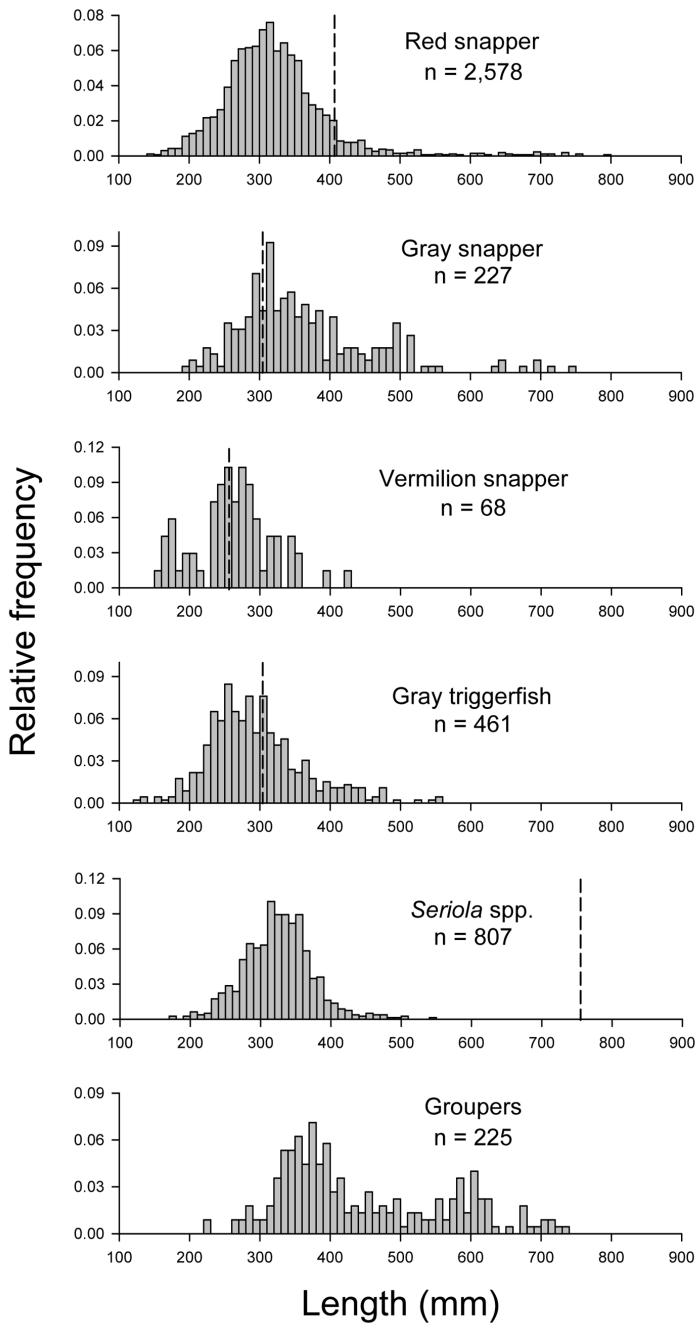 0.08
0.06
0.04
0.02
0.00
Red snapper
n = 2,578
100 200 300 400 500 600 700 800 900
0.09
0.06
0.03
0.00
Gray snapper
n = 227
100 200 300 400 500 600 700 800 900
0.12
0.09
0.06
0.03
0.00
Vermilion snapper
n = 68
100 200 300 400 500 600 700 800 900
Relative frequency
0.09
0.06
0.03
0.00
Gray triggerfish
n = 461
100 200 300 400 500 600 700 800 900
0.12
0.09
0.06
0.03
0.00
Seriola spp.
n = 807
100 200 300 400 500 600 700 800 900
0.09
0.06
0.03
0.00
Groupers
n = 225
100 200 300 400 500 600 700 800 900
Length (mm)